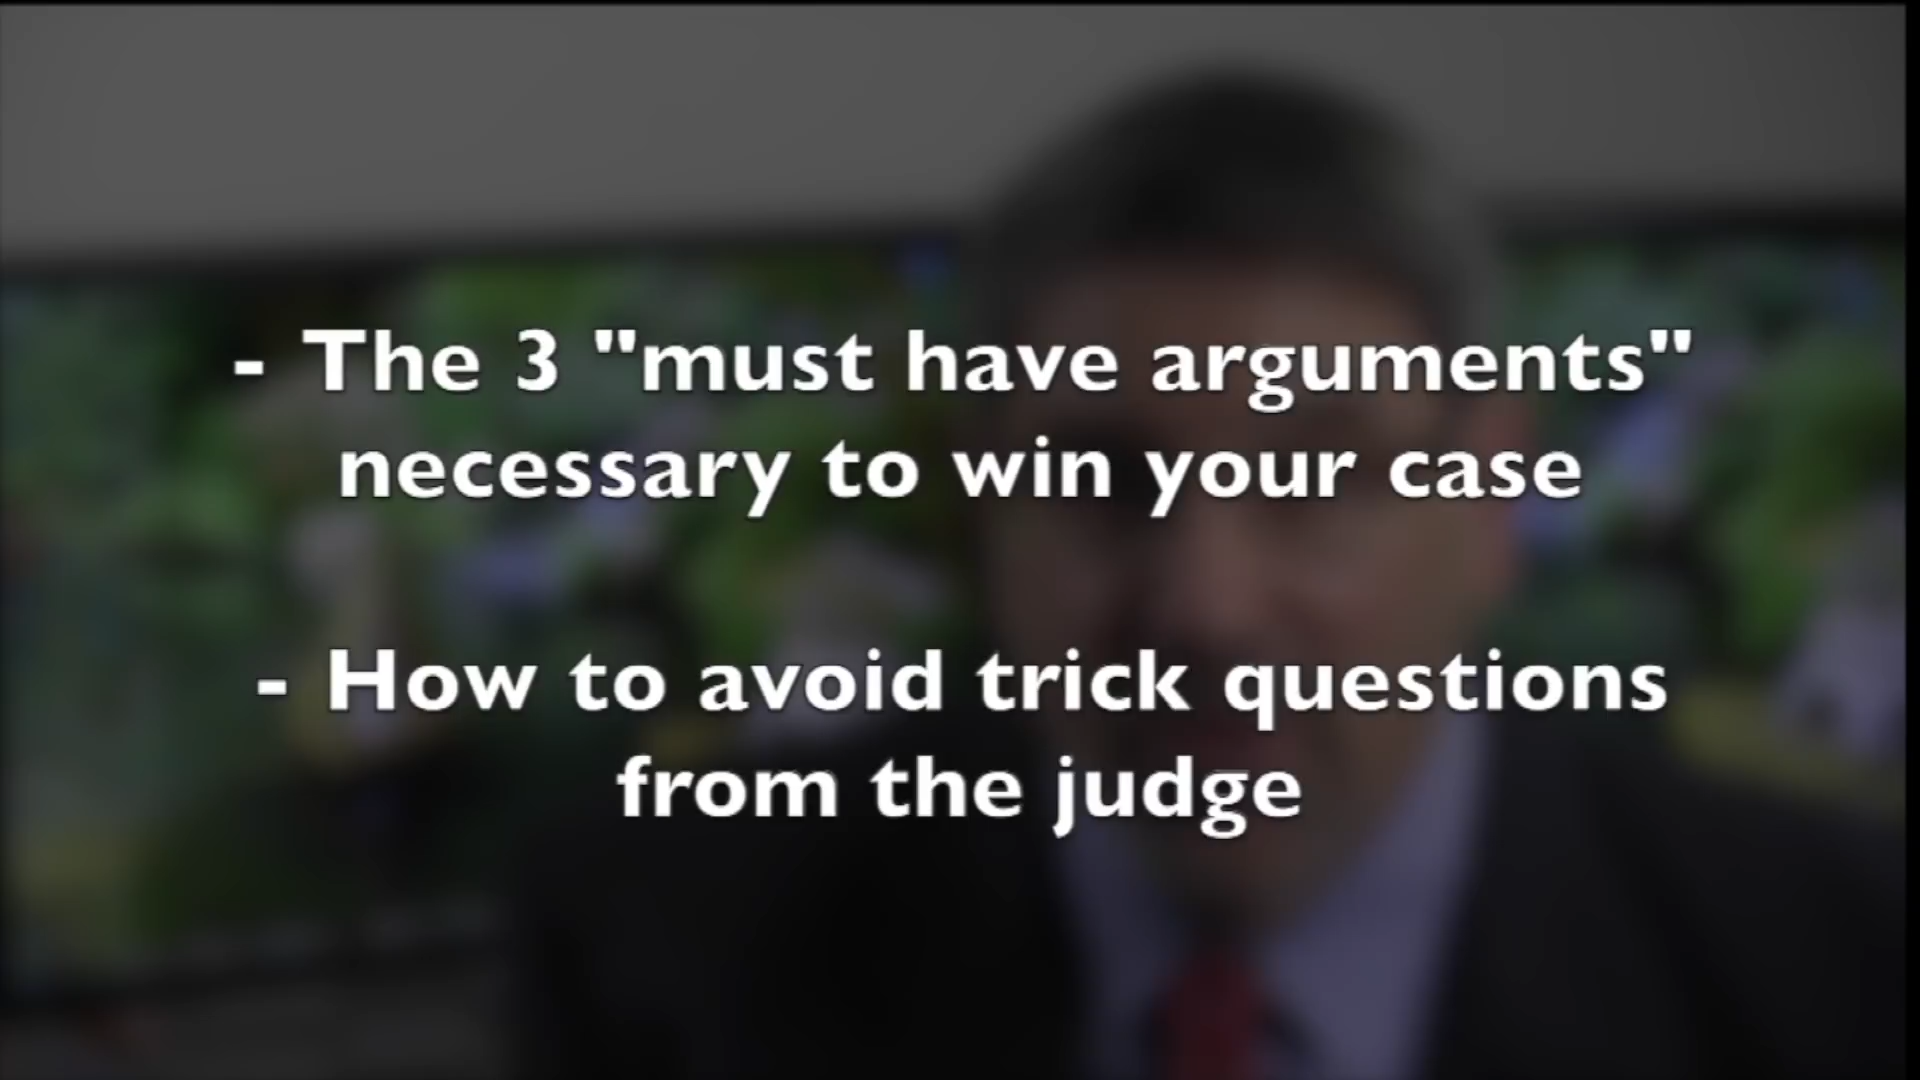 - The 3 "must have arguments"
necessary to win your case
- How to avoid trick questions
from the judge